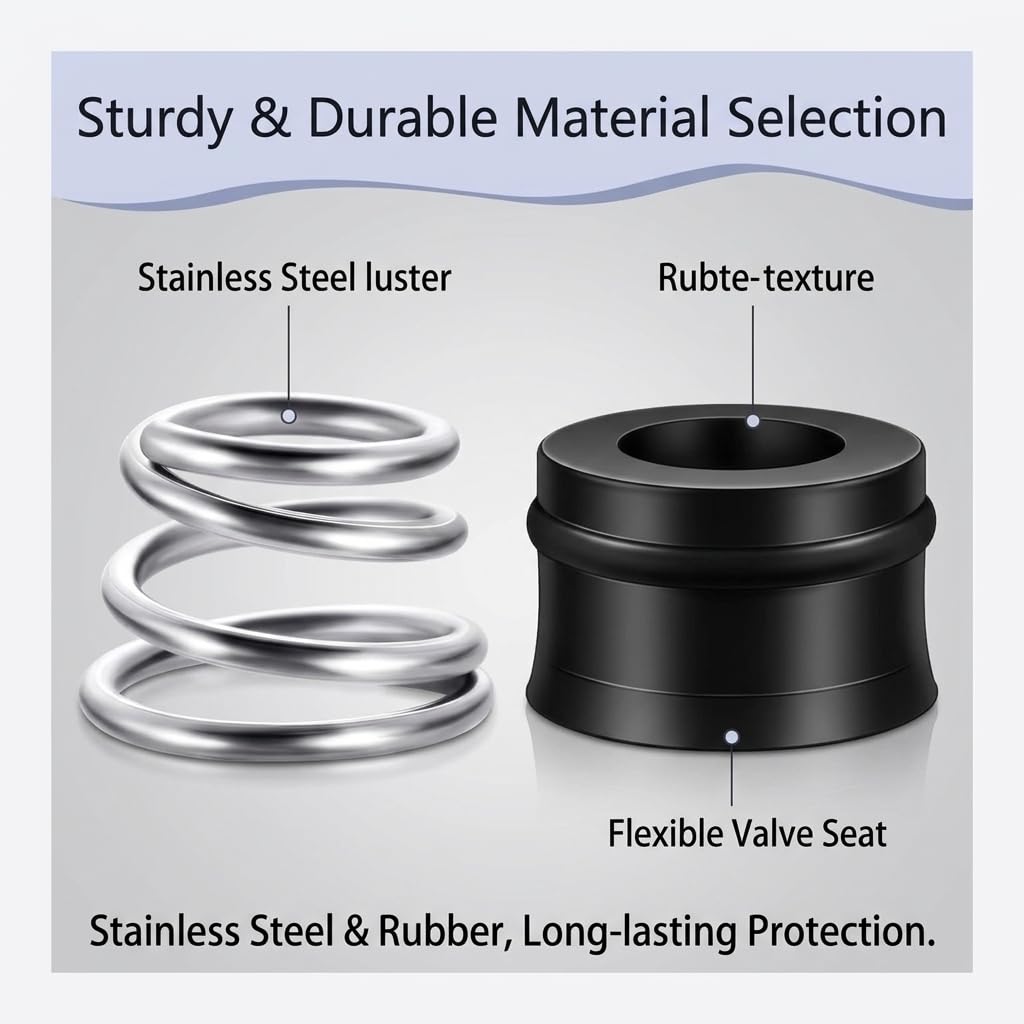 Sturdy & Durable Material Selection
Stainless Steel luster
Rubte-texture
Flexible Valve Seat
Stainless Steel & Rubber, Long-lasting Protection.